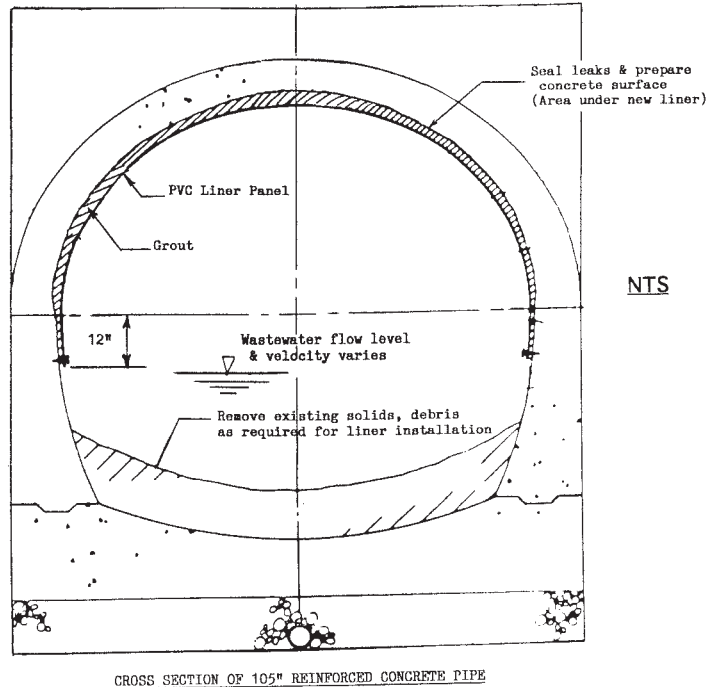 Seal leaks & prepare
concrete surface
(Area under new liner)
PVC Liner Panel
Grout
NTS
12"
Wastewater flow level
& velocity varies
Remove existing solids, debris
as required for liner installation
CROSS SECTION OF 105" REINFORCED CONCRETE PIPE